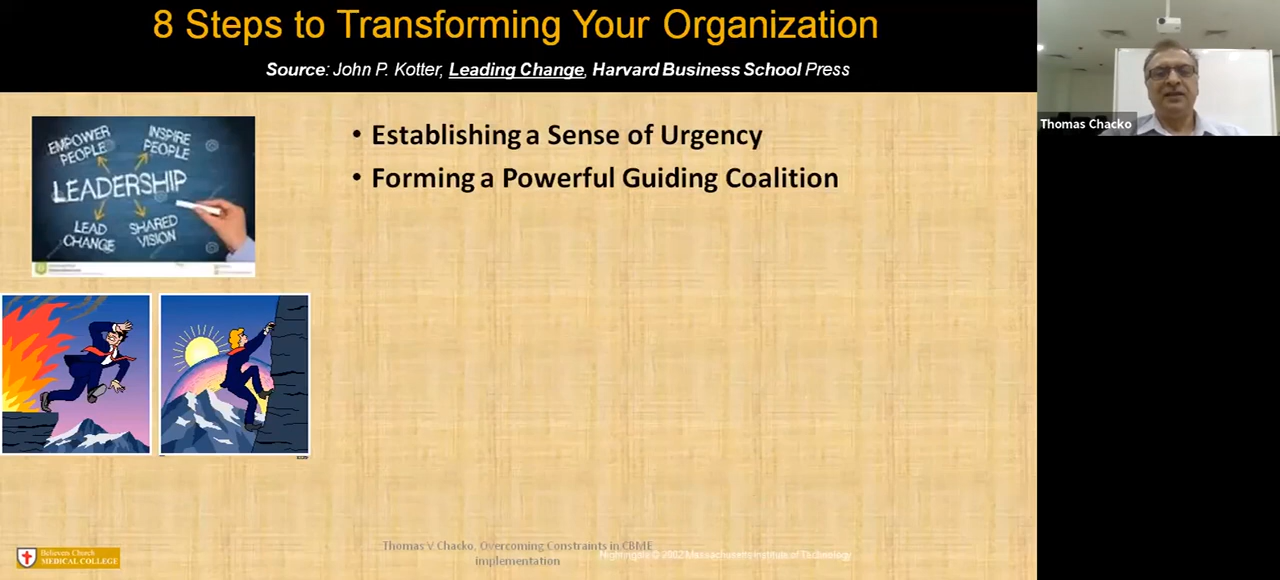 8 Steps to Transforming Your Organization
Source: John P. Kotter, Leading Change, Harvard Business School Press
Thomas Chacko
• Establishing a Sense of Urgency
• Forming a Powerful Guiding Coalition
EMPOWER
PEOPLE
INSPIRE
PEOPLE
LEADERSHIP
LEAD
CHANGE
SHARED
VISION
Believers Church
MEDICAL COLLEGE
Thomas V Chacko, Overcoming Constraints in CBME
implementation
Nightingale © 2002 Massachusetts Institute of Technology